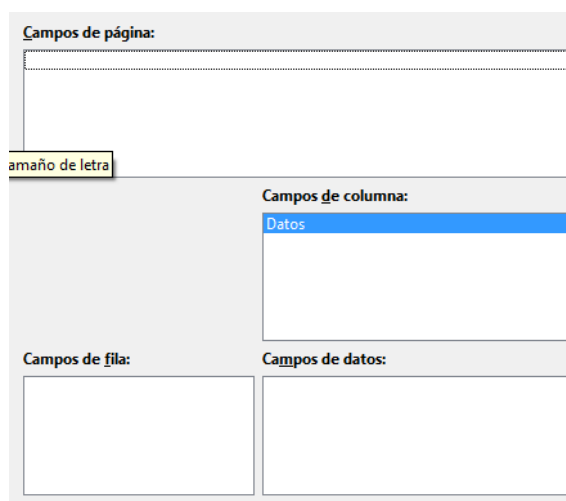 Campos de página:
amaño de letra
Campos de columna:
Datos
Campos de fila:
Campos de datos: